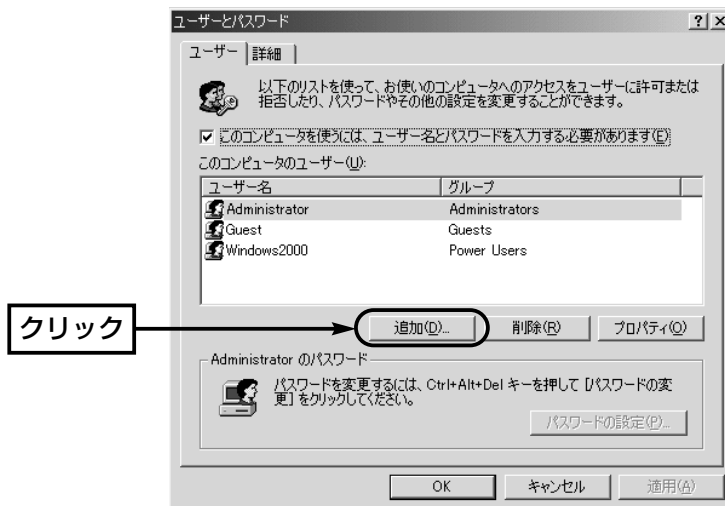 ユーザーとパスワード
ユーザー 詳細
以下のリストを使って、お使いのコンピュータへのアクセスをユーザーに許可または
拒否したり、パスワードやその他の設定を変更することができます。
このコンピュータを使うには、ユーザー名とパスワードを入力する必要があります(E)
このコンピュータのユーザー(U):
ユーザー名 グループ
Administrator Administrators
Guest Guests
Windows2000 Power Users
クリック
追加(D)... 削除(R) プロパティ(O)
Administrator のパスワード
パスワードを変更するには、Ctrl+Alt+Del キーを押して [パスワードの変
更] をクリックしてください。
パスワードの設定(P)...
OK キャンセル 適用(A)